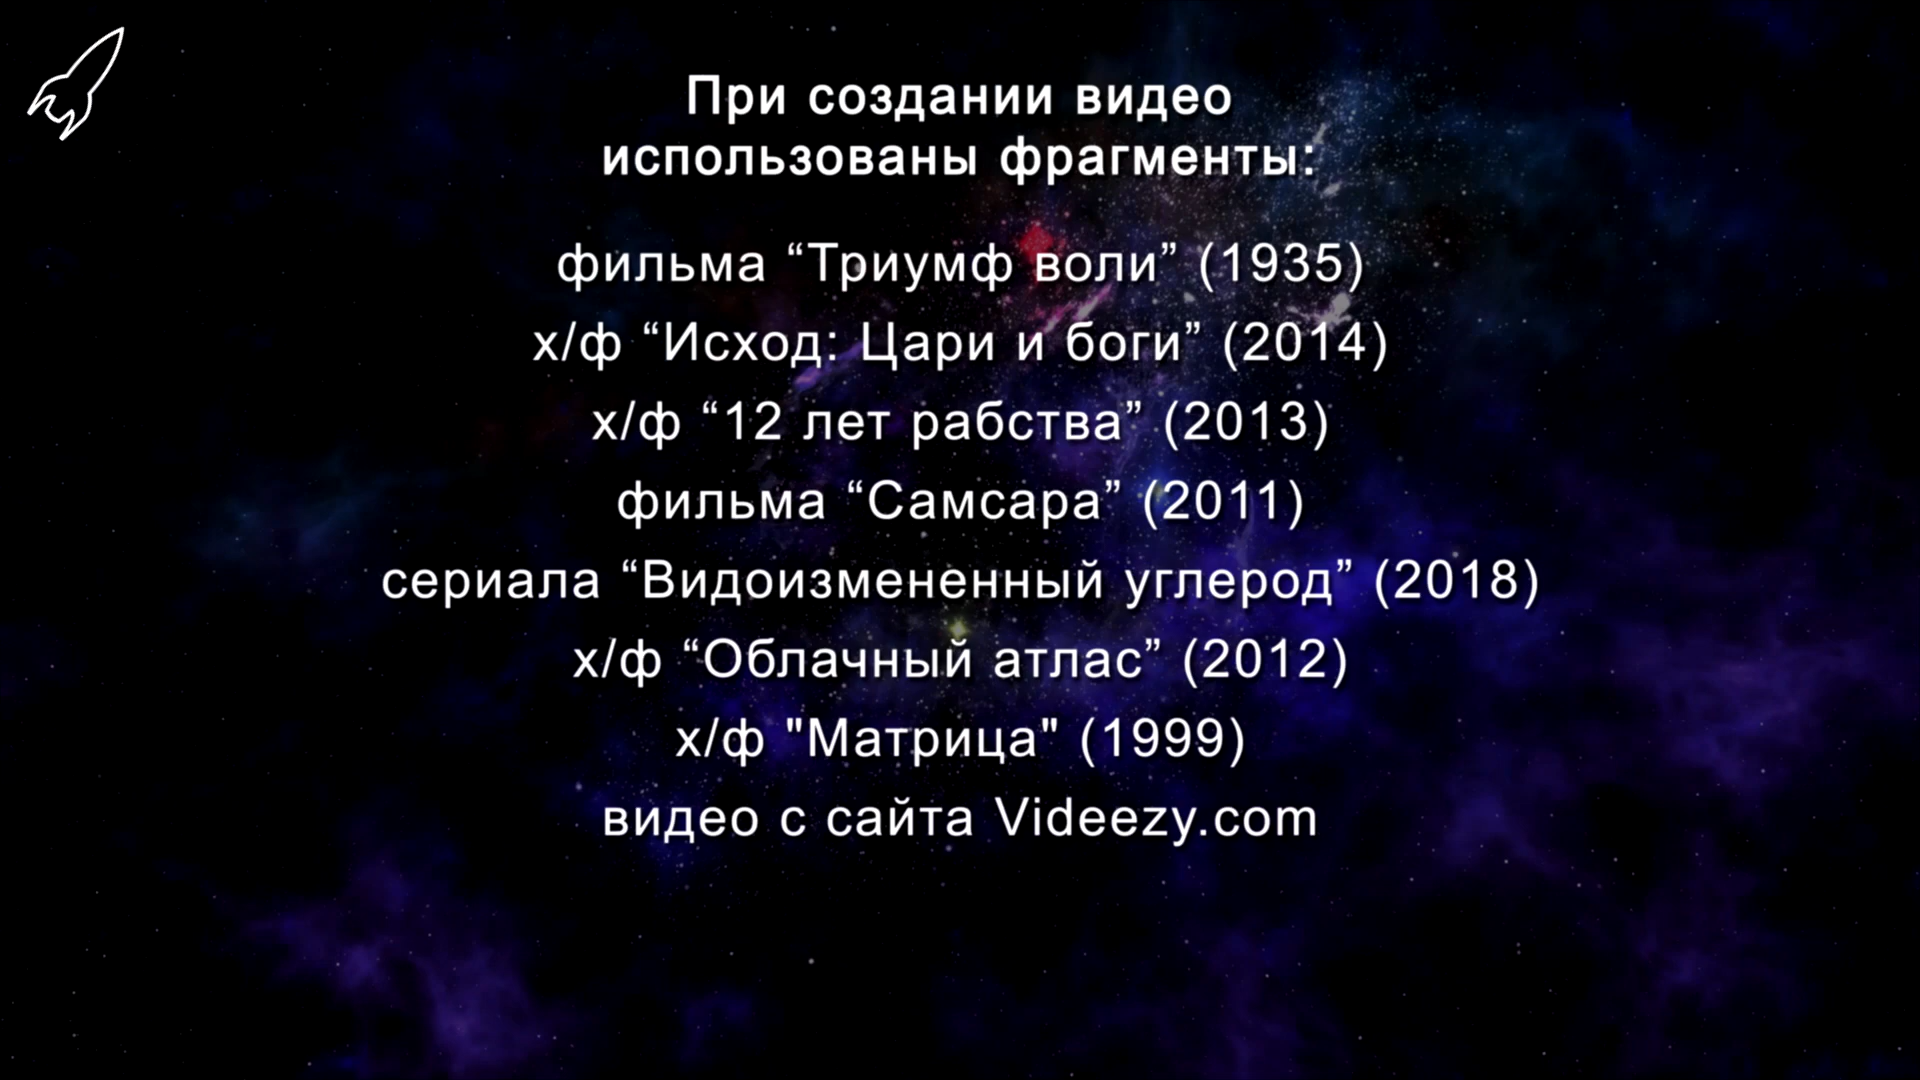 При создании видео
использованы фрагменты:
фильма “Триумф воли” (1935)
х/ф “Исход: Цари и боги” (2014)
х/ф “12 лет рабства” (2013)
фильма “Самсара” (2011)
сериала “Видоизмененный углерод” (2018)
х/ф “Облачный атлас” (2012)
х/ф "Матрица" (1999)
видео с сайта Videezy.com